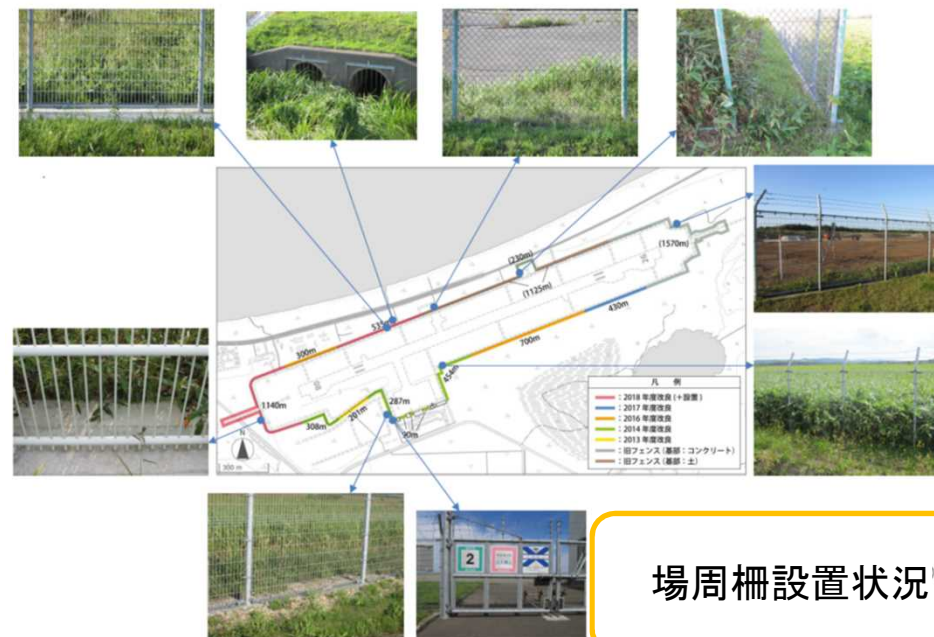 (230m)
(1570m)
(1125m)
535m
430m
300m
700m
454m
1140m
287m
201m
308m
90m
N
300 m
凡 例
: 2018 年度改良 (+設置)
: 2017 年度改良
: 2016 年度改良
: 2014 年度改良
: 2013 年度改良
: 旧フェンス (基部:コンクリート)
: 旧フェンス (基部:土)
2
場周柵設置状況